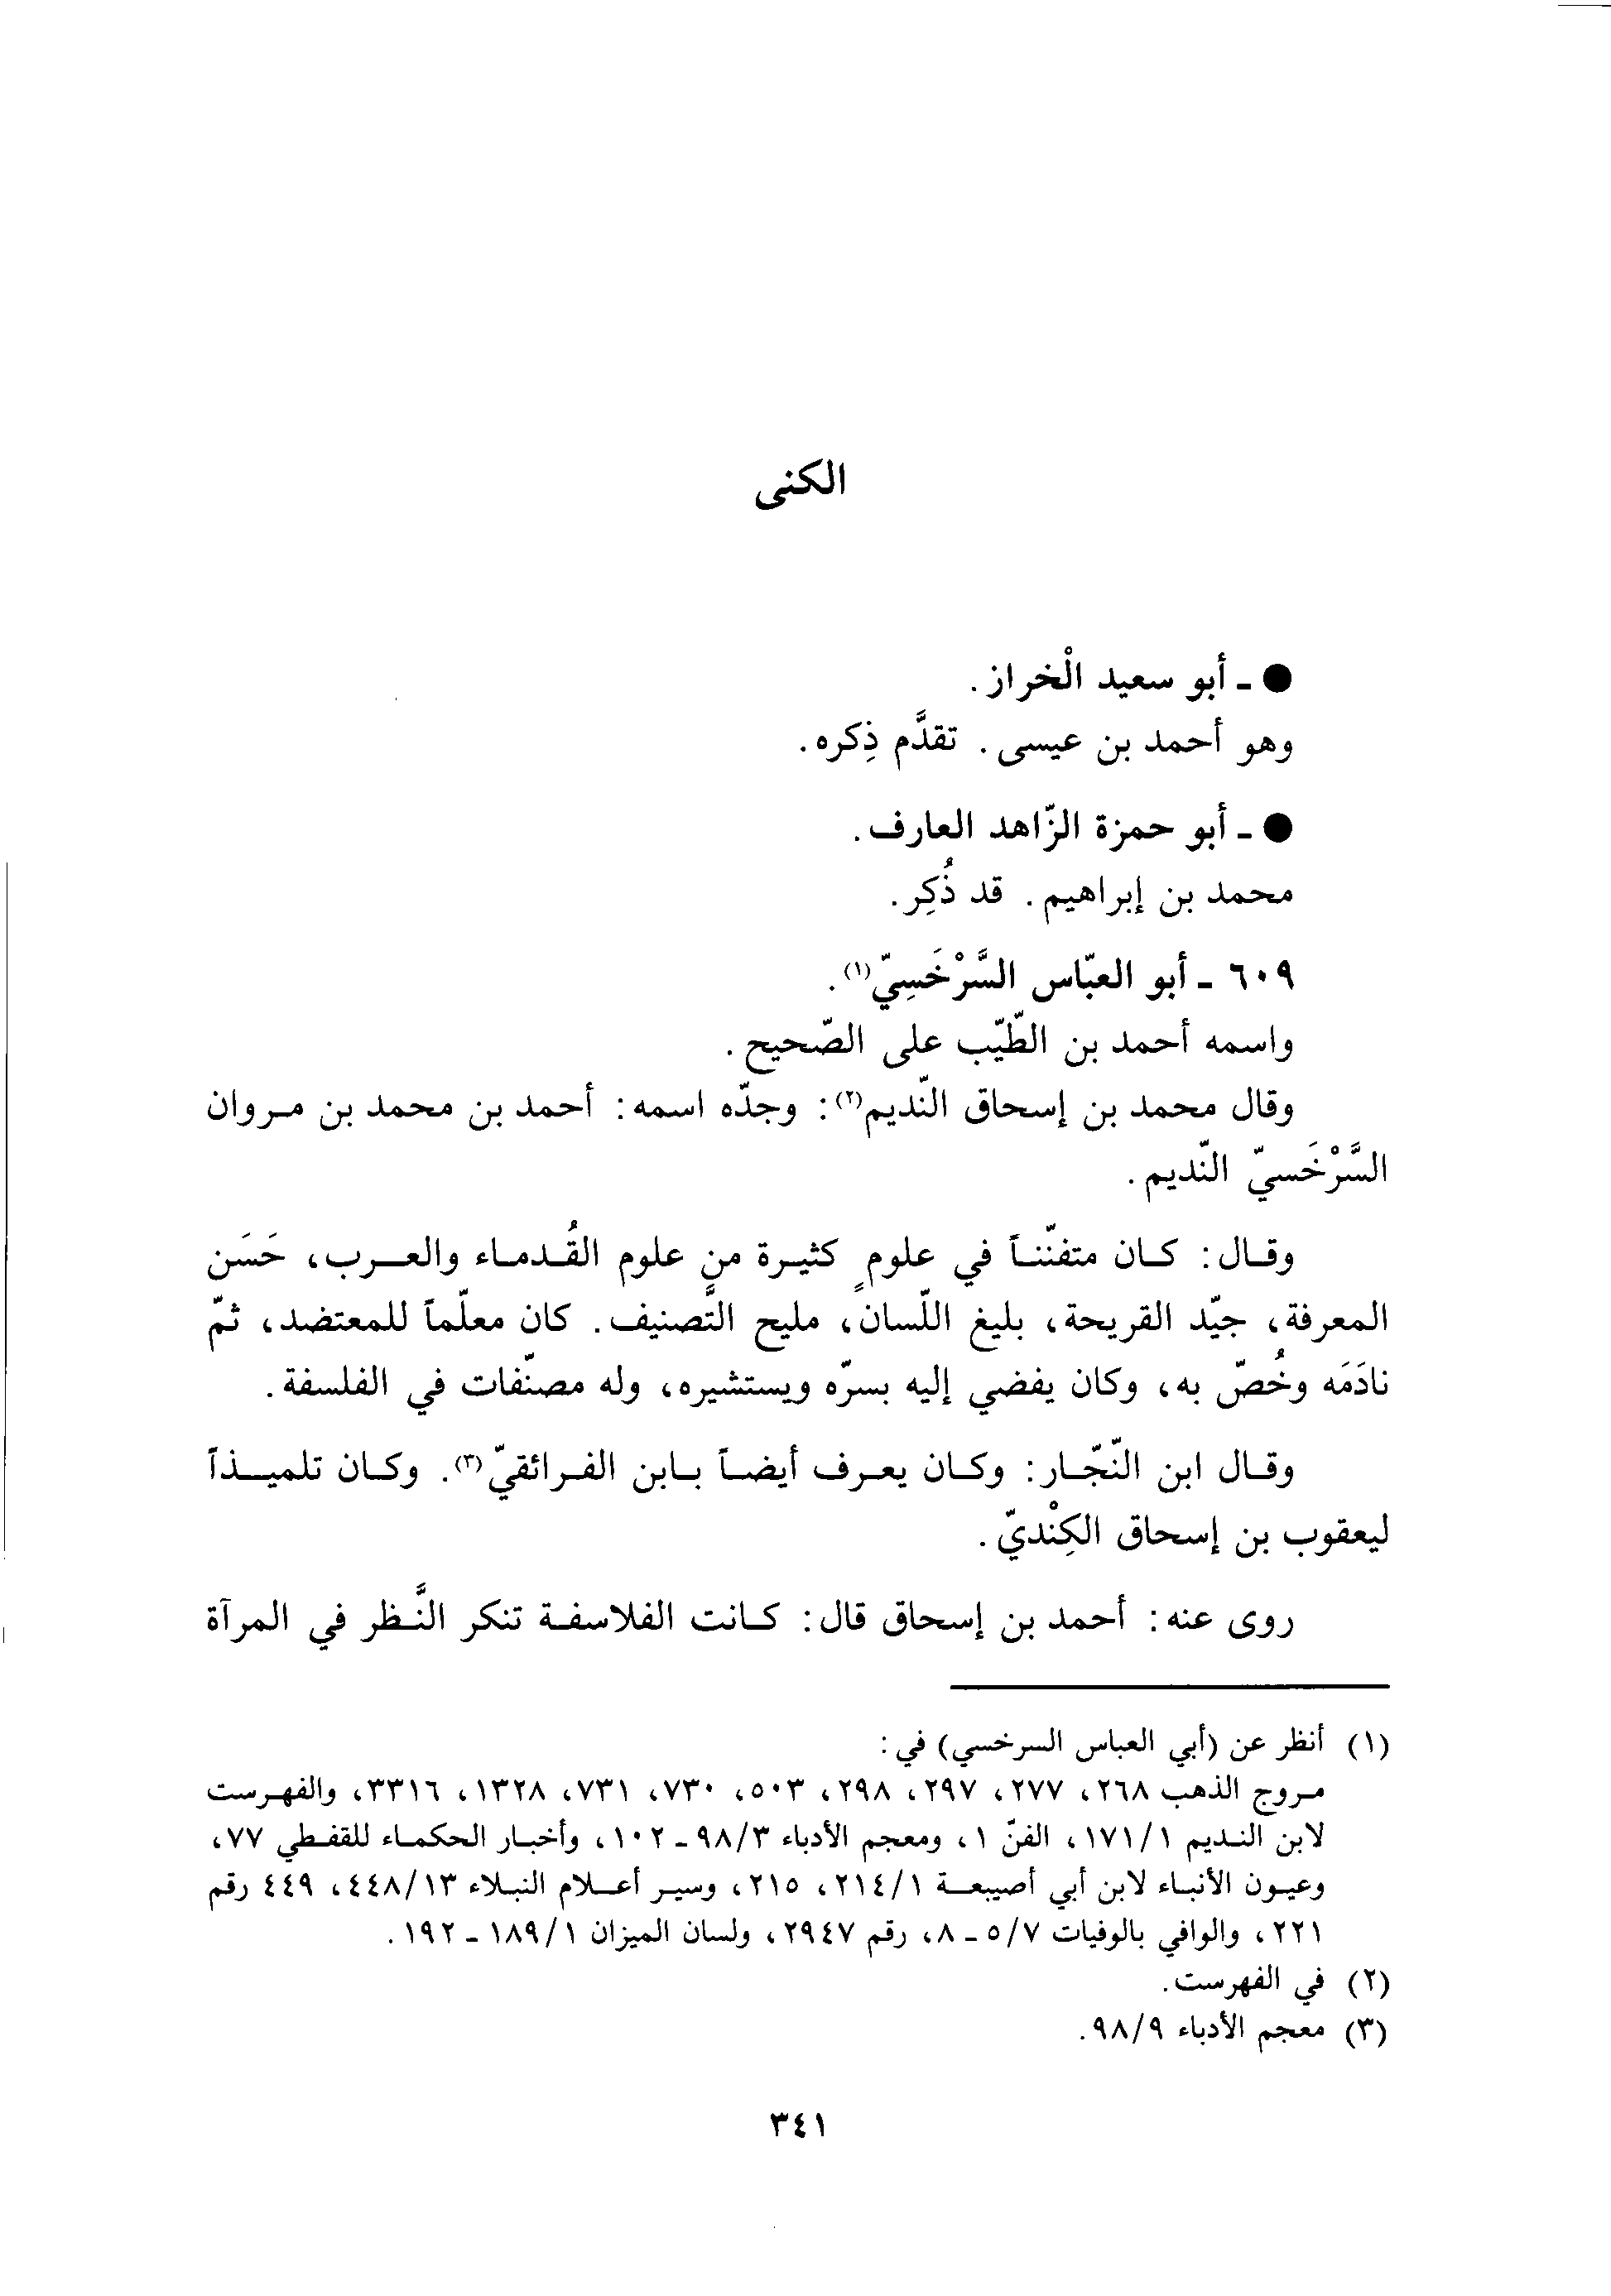 الكنى
● ـ أبو سعيد الْخراز.
وهو أحمد بن عيسى. تقدَّم ذِكره.
● ـ أبو حمزة الزّاهد العارف.
محمد بن إبراهيم. قد ذُكِر.
٦٠٩ ـ أبو العبّاس السَّرْخَسِيّ(١).
واسمه أحمد بن الطّيّب على الصّحيح.
وقال محمد بن إسحاق النّديم(٢): وجدّه اسمه: أحمد بن محمد بن مروان
السَّرْخَسيّ النّديم.
وقال: كان متفنّناً في علومٍ كثيرة من علوم القُدماء والعرب، حَسَن
المعرفة، جيّد القريحة، بليغ اللّسان، مليح التَّصنيف. كان معلّماً للمعتضد، ثمّ
نادَمَه وخُصّ به، وكان يفضي إليه بسرّه ويستشيره، وله مصنّفات في الفلسفة.
وقال ابن النّجّار: وكان يعرف أيضاً بابن الفرائقيّ(٣). وكان تلميذاً
ليعقوب بن إسحاق الكِنْديّ.
روى عنه: أحمد بن إسحاق قال: كانت الفلاسفة تنكر النَّظر في المرآة
(١) أنظر عن (أبي العباس السرخسي) في:
مروج الذهب ٢٦٨، ٢٧٧، ٢٩٧، ٢٩٨، ٥٠٣، ٧٣٠، ٧٣١، ١٣٢٨، ٣٣١٦، والفهرست
لابن النديم ١٧١/١، الفنّ ١، ومعجم الأدباء ٩٨/٣ ـ ١٠٢، وأخبار الحكماء للقفطي ٧٧،
وعيون الأنباء لابن أبي أصيبعة ٢١٤/١، ٢١٥، وسير أعلام النبلاء ٤٤٨/١٣، ٤٤٩ رقم
٢٢١، والوافي بالوفيات ٥/٧ ـ ٨، رقم ٢٩٤٧، ولسان الميزان ١٨٩/١ ـ ١٩٢.
(٢) في الفهرست.
(٣) معجم الأدباء ٩٨/٩.
٣٤١